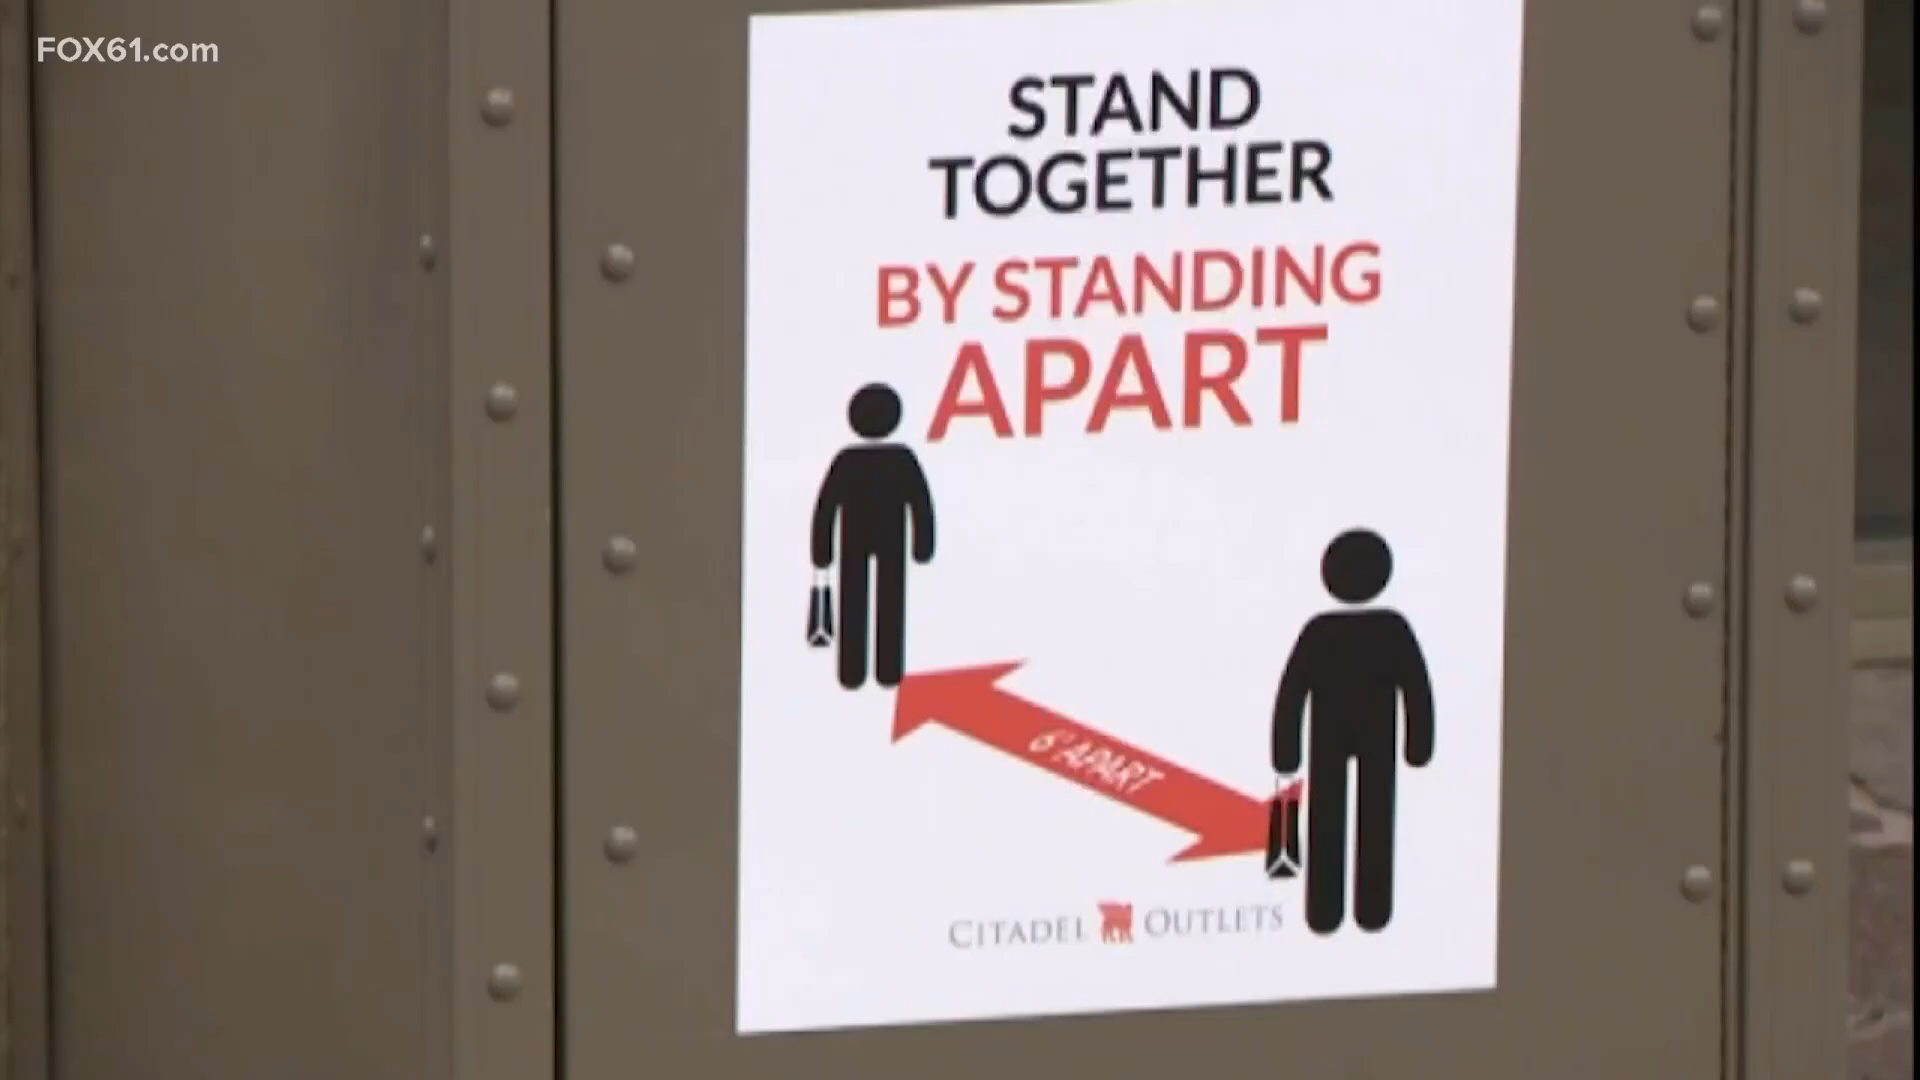 FOX61.com
STAND
TOGETHER
BY STANDING
APART
6' APART
CITADEL OUTLETS